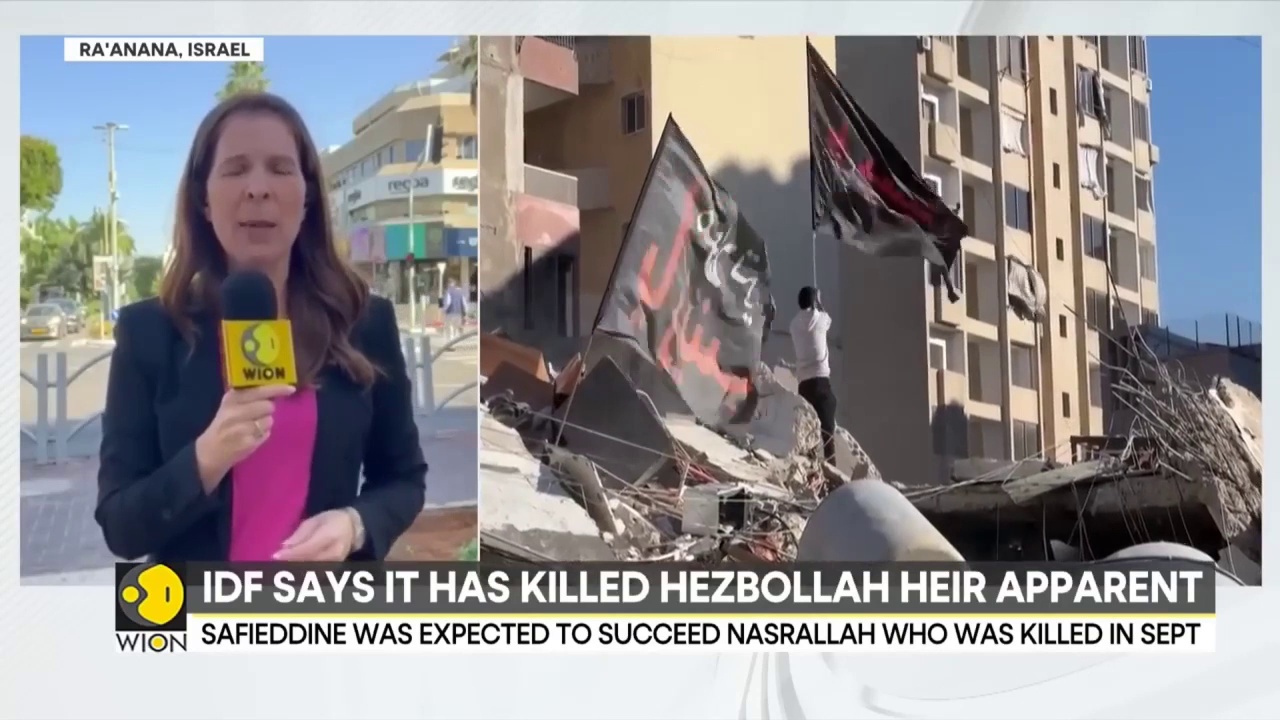 RA'ANANA, ISRAEL
regba
WION
IDF SAYS IT HAS KILLED HEZBOLLAH HEIR APPARENT
SAFIEDDINE WAS EXPECTED TO SUCCEED NASRALLAH WHO WAS KILLED IN SEPT
WION